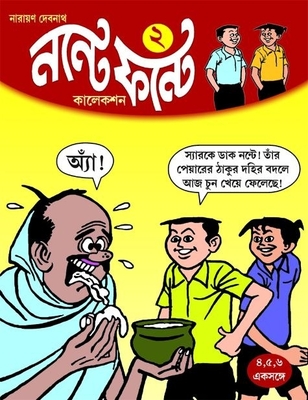 নারায়ণ দেবনাথ
নন্টে ফন্টে
২
কালেকশন
অ্যাঁ!
স্যারকে ডাক নন্টে! তাঁর
পেয়ারের ঠাকুর দহির বদলে
আজ চুন খেয়ে ফেলেছে!
৪,৫,৬
একসঙ্গে